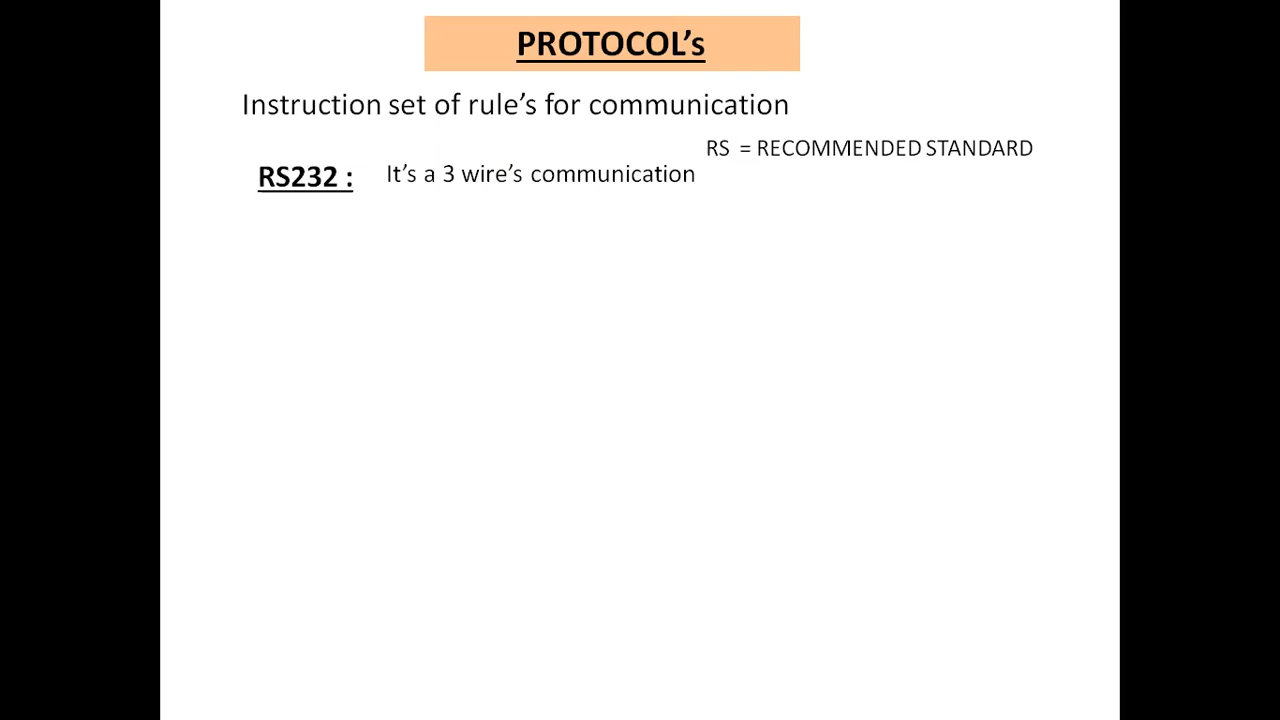 PROTOCOL’s
Instruction set of rule’s for communication
RS = RECOMMENDED STANDARD
RS232 : It’s a 3 wire’s communication